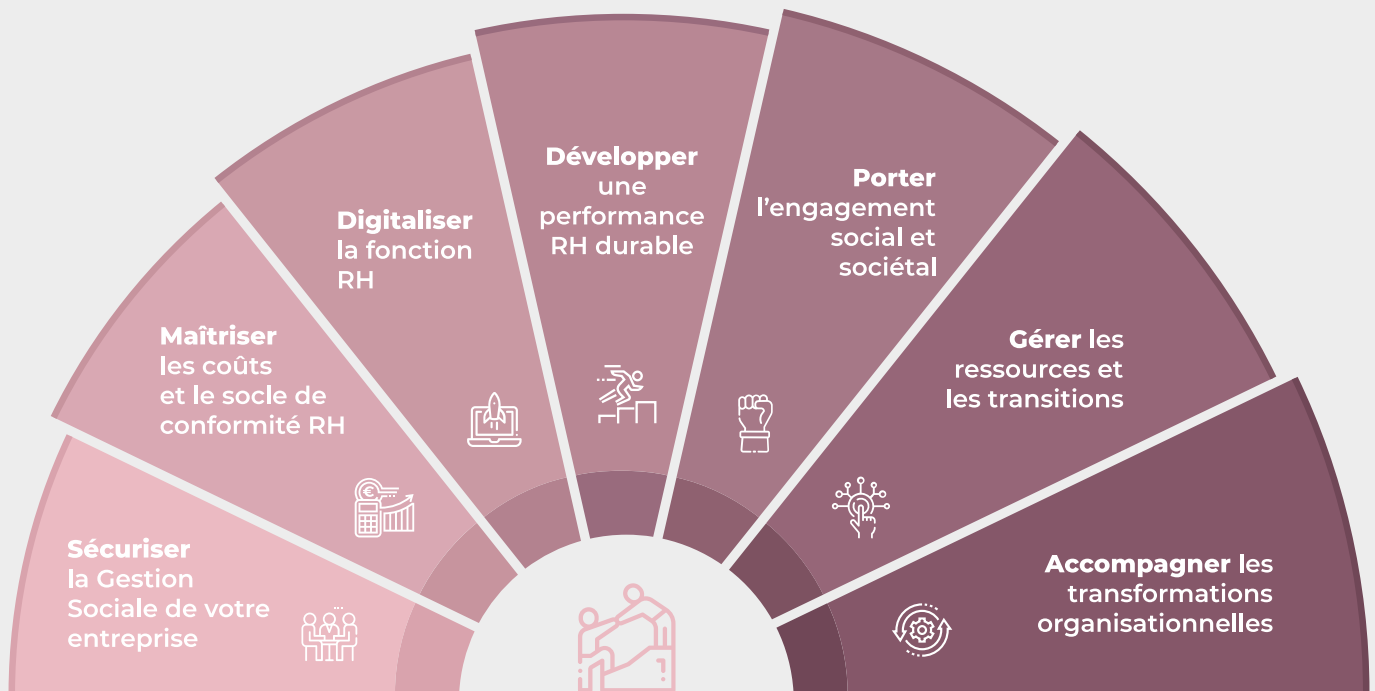 Sécuriser
la Gestion
Sociale de votre
entreprise
Maîtriser
les coûts
et le socle de
conformité RH
Digitaliser
la fonction
RH
Développer
une
performance
RH durable
Porter
l’engagement
social et
sociétal
Gérer les
ressources et
les transitions
Accompagner les
transformations
organisationnelles